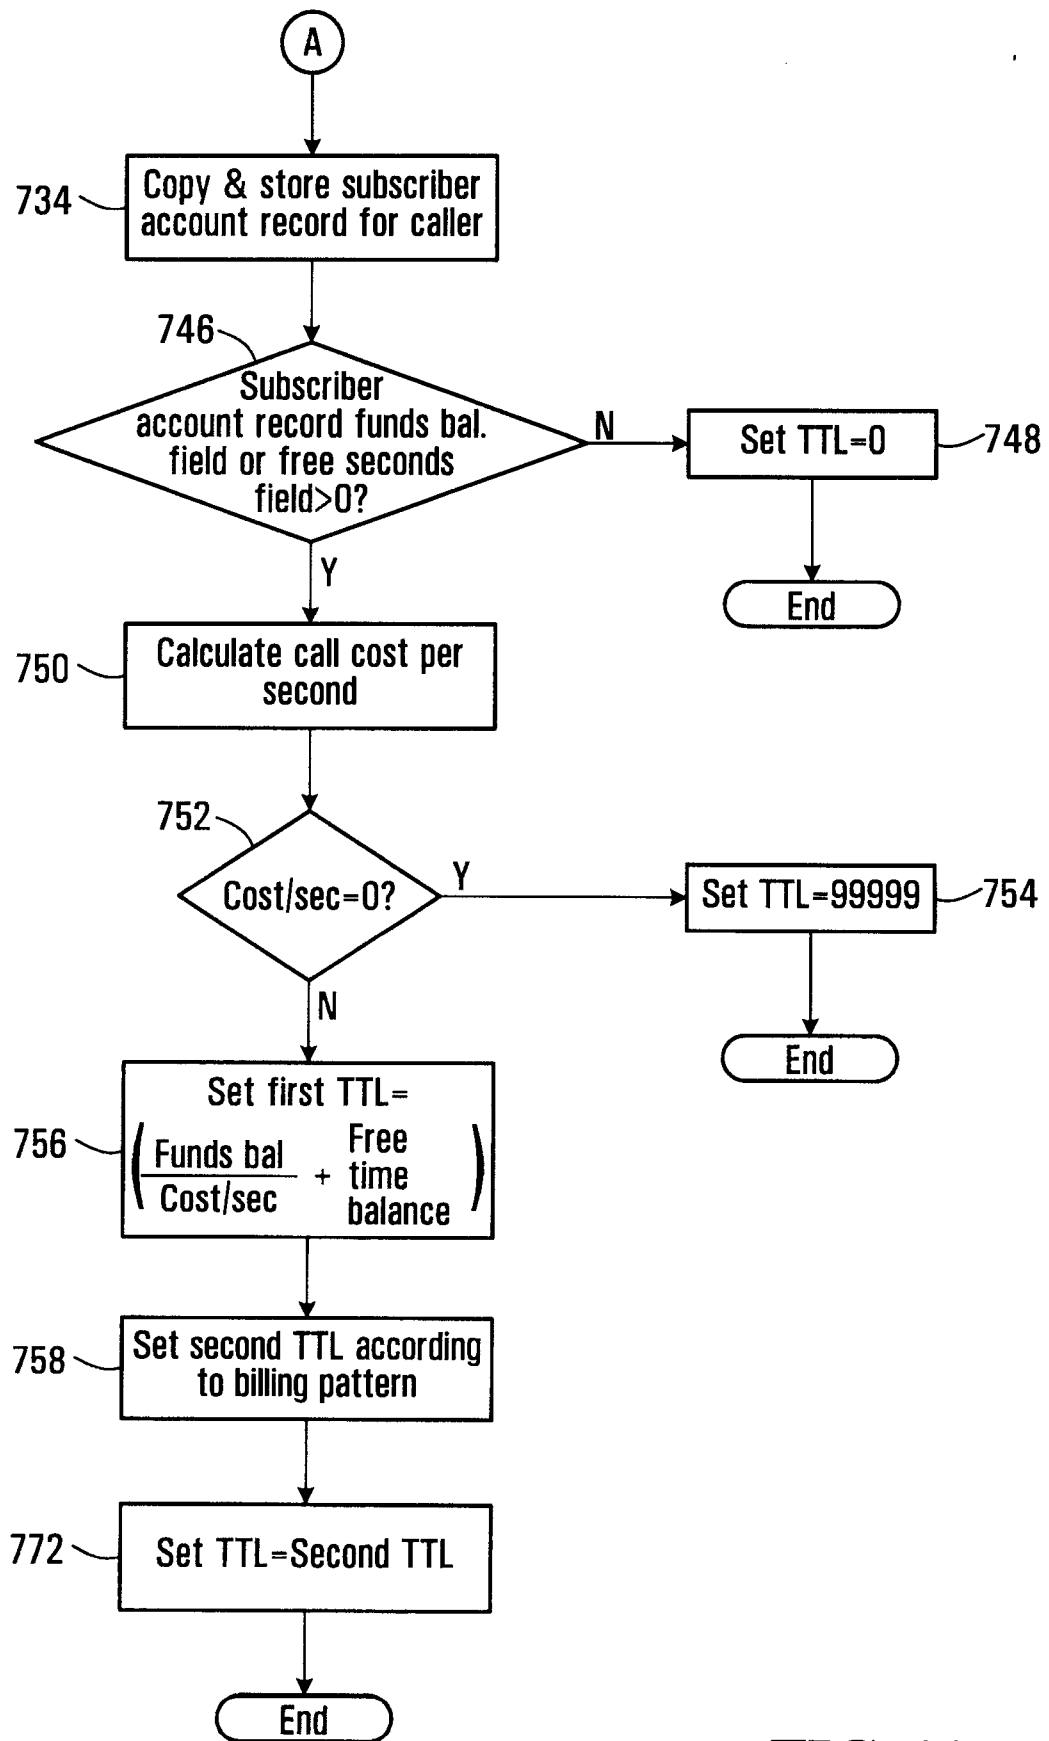 A
734
Copy & store subscriber
account record for caller
746
Subscriber
account record funds bal.
field or free seconds
field>0?
N
Set TTL=0
748
End
Y
750
Calculate call cost per
second
752
Cost/sec=0?
Y
Set TTL=99999
754
End
N
756
Set first TTL=
( Funds bal
Cost/sec
+
Free
time
balance )
758
Set second TTL according
to billing pattern
772
Set TTL=Second TTL
End